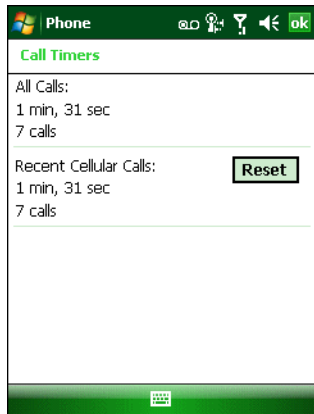 Phone
ok
Call Timers
All Calls:
1 min, 31 sec
7 calls
Recent Cellular Calls:
Reset
1 min, 31 sec
7 calls